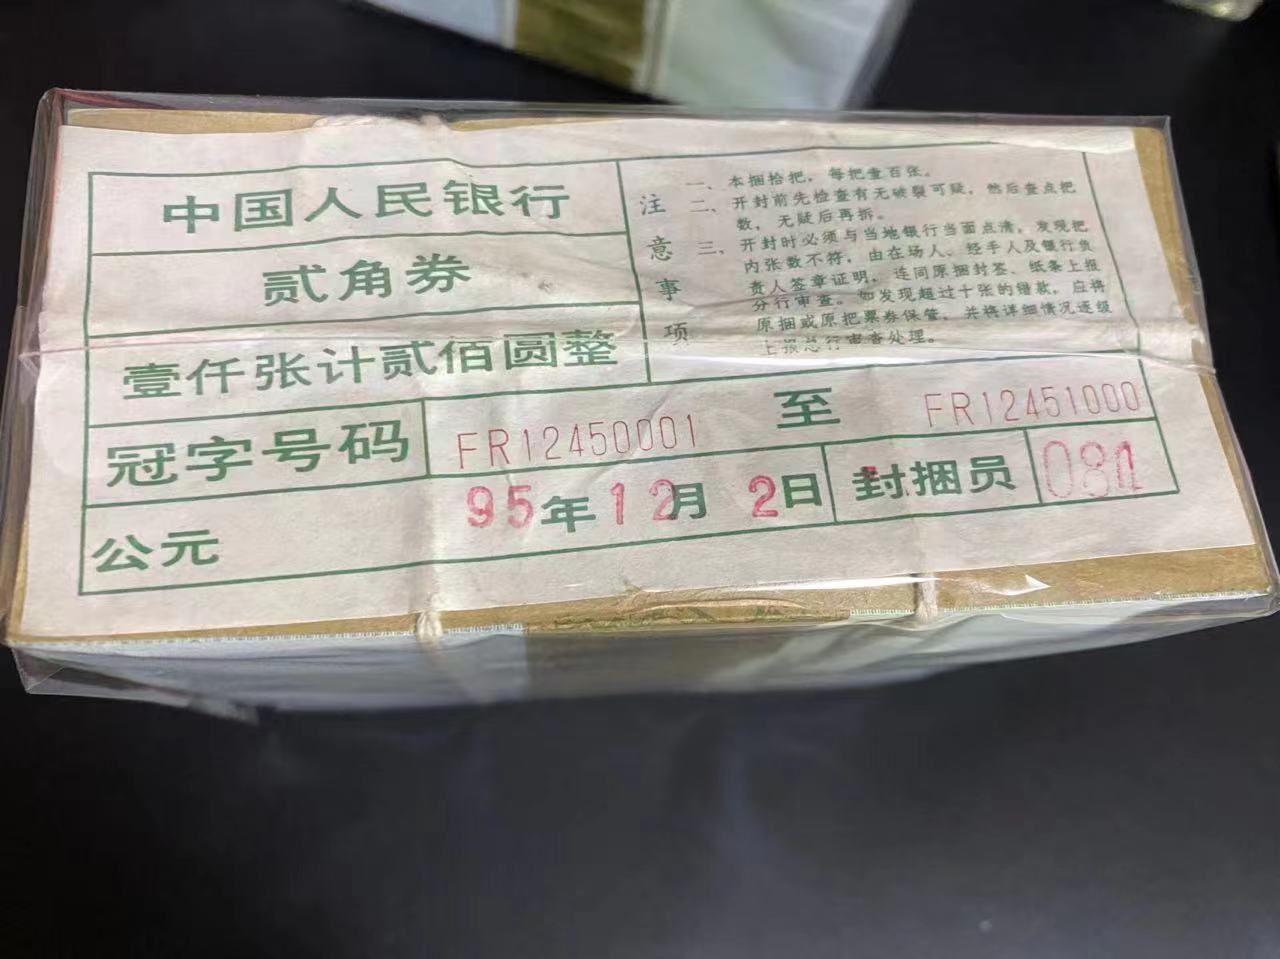 中国人民银行
贰角券
壹仟张计贰佰圆整
注意事项
一、本捆拾把，每把壹百张。
二、开封前先检查有无破裂可疑，然后查点把
数，无疑后再拆。
三、开封时必须与当地银行当面点清，发现把
内张数不符，由在场人、经手人及银行负
责人签章证明，连同原捆封签、纸条上报
分行审查。如发现超过十张的错款，应将
原捆或原把票券保管，并将详细情况逐级
上报总行审查处理。
冠字号码 FR12450001 至 FR12451000
公元 95年12月2日 封捆员 081